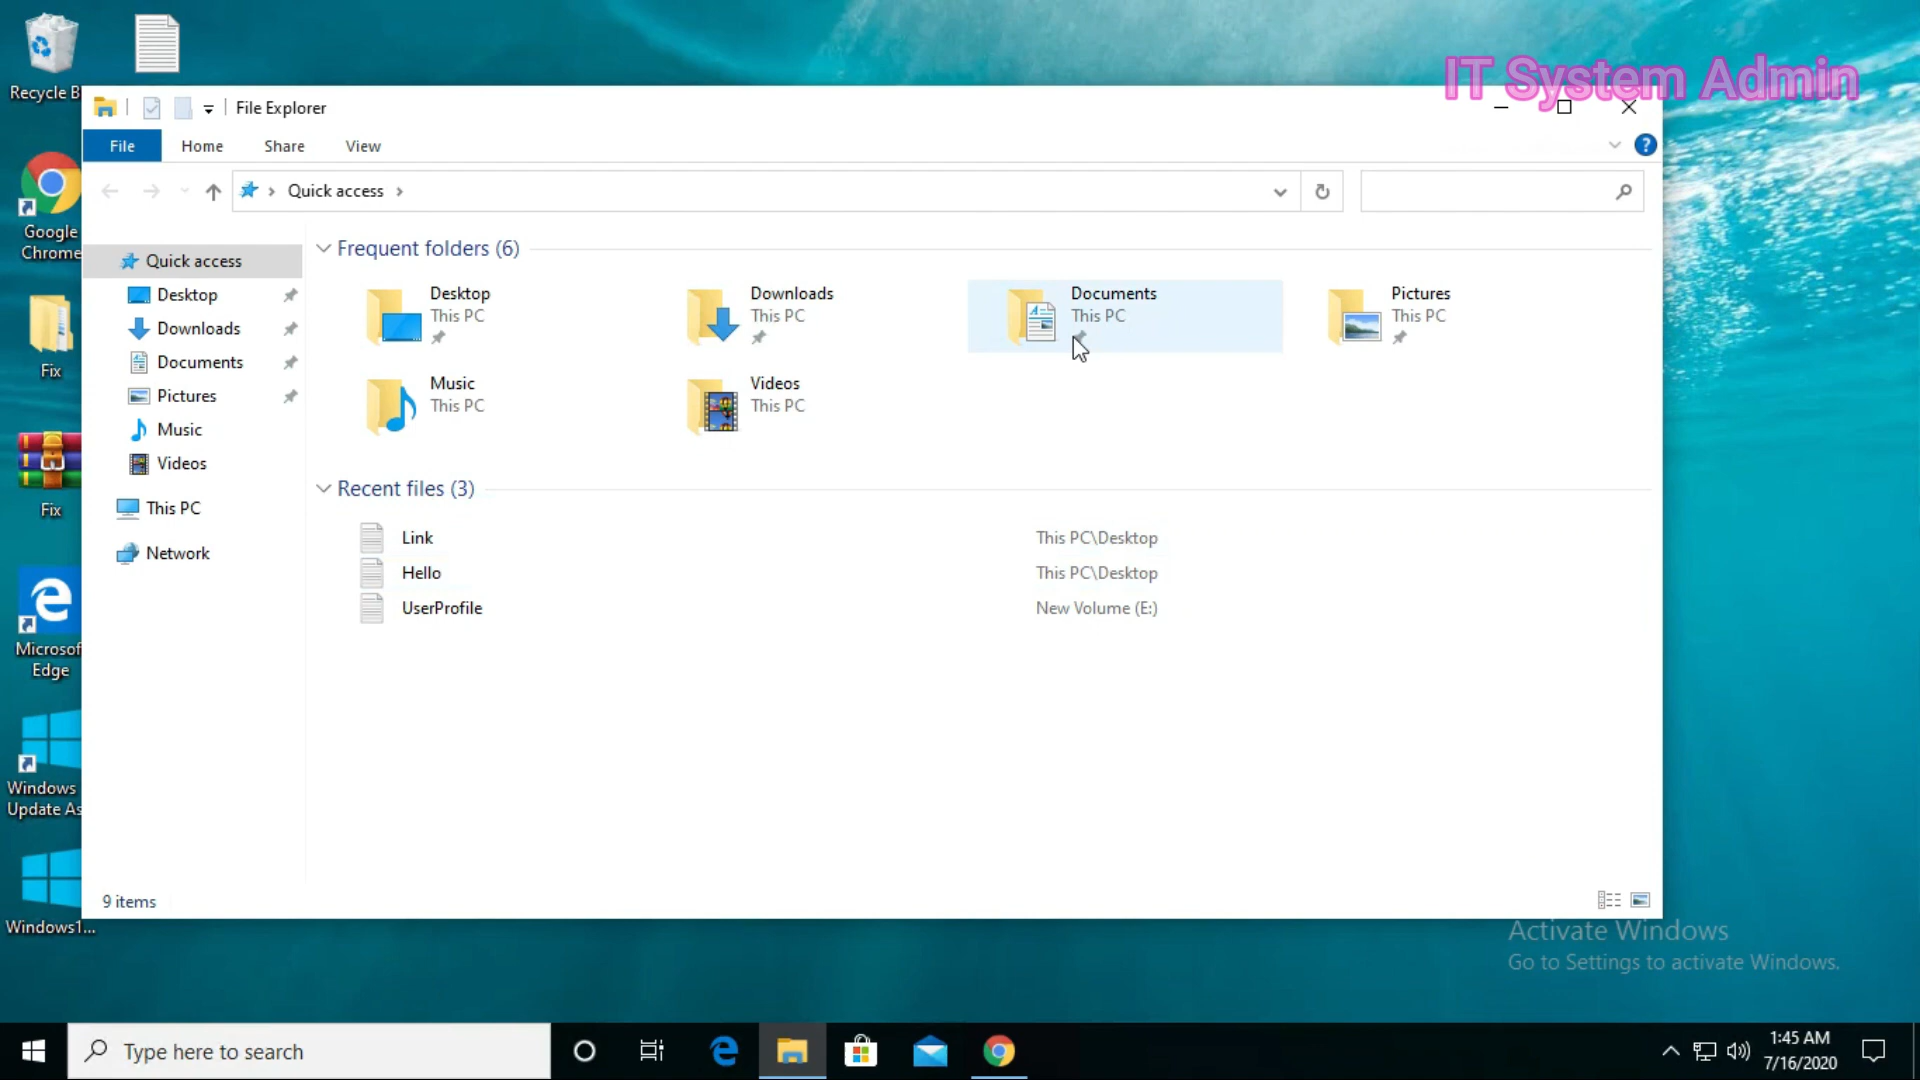 IT System Admin
Recycle B
File Explorer
File
Home
Share
View
Quick access
Google
Chrome
Fix
Fix
Microsof
Edge
Windows
Update As
Windows1...
Quick access
Desktop
Downloads
Documents
Pictures
Music
Videos
This PC
Network
Frequent folders (6)
Desktop
This PC
Downloads
This PC
Documents
This PC
Pictures
This PC
Music
This PC
Videos
This PC
Recent files (3)
Link
This PC\Desktop
Hello
This PC\Desktop
UserProfile
New Volume (E:)
9 items
Activate Windows
Go to Settings to activate Windows.
Type here to search
1:45 AM
7/16/2020